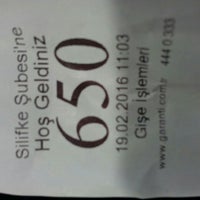 Silifke Şubesi'ne
Hoş Geldiniz
650
19.02.2016 11:03
Gişe İşlemleri
www.garanti.com.tr 444 0 333